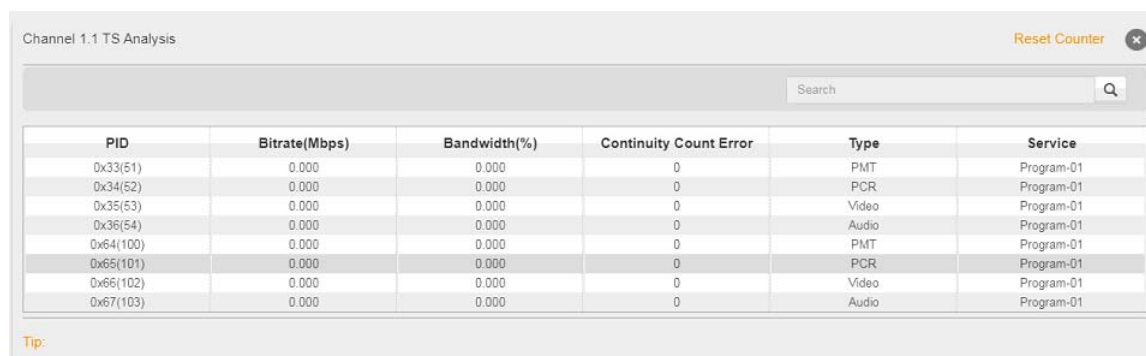 Channel 1.1 TS Analysis Reset Counter
Search
PID Bitrate(Mbps) Bandwidth(%) Continuity Count Error Type Service
0x33(51) 0.000 0.000 0 PMT Program-01
0x34(52) 0.000 0.000 0 PCR Program-01
0x35(53) 0.000 0.000 0 Video Program-01
0x36(54) 0.000 0.000 0 Audio Program-01
0x64(100) 0.000 0.000 0 PMT Program-01
0x65(101) 0.000 0.000 0 PCR Program-01
0x66(102) 0.000 0.000 0 Video Program-01
0x67(103) 0.000 0.000 0 Audio Program-01
Tip: